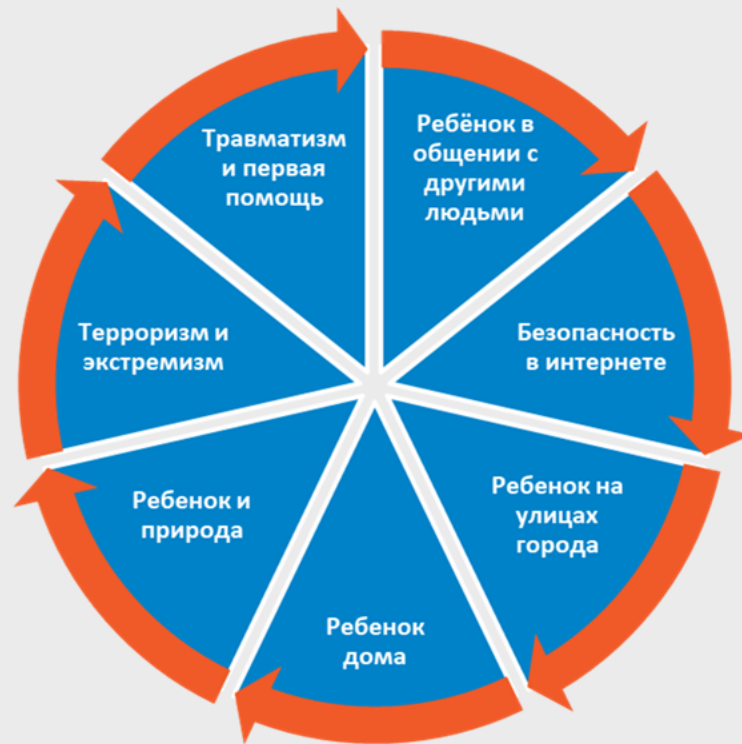 Ребёнок в
общении с
другими
людьми
Безопасность
в интернете
Ребенок на
улицах
города
Ребенок
дома
Ребенок и
природа
Терроризм и
экстремизм
Травматизм
и первая
помощь